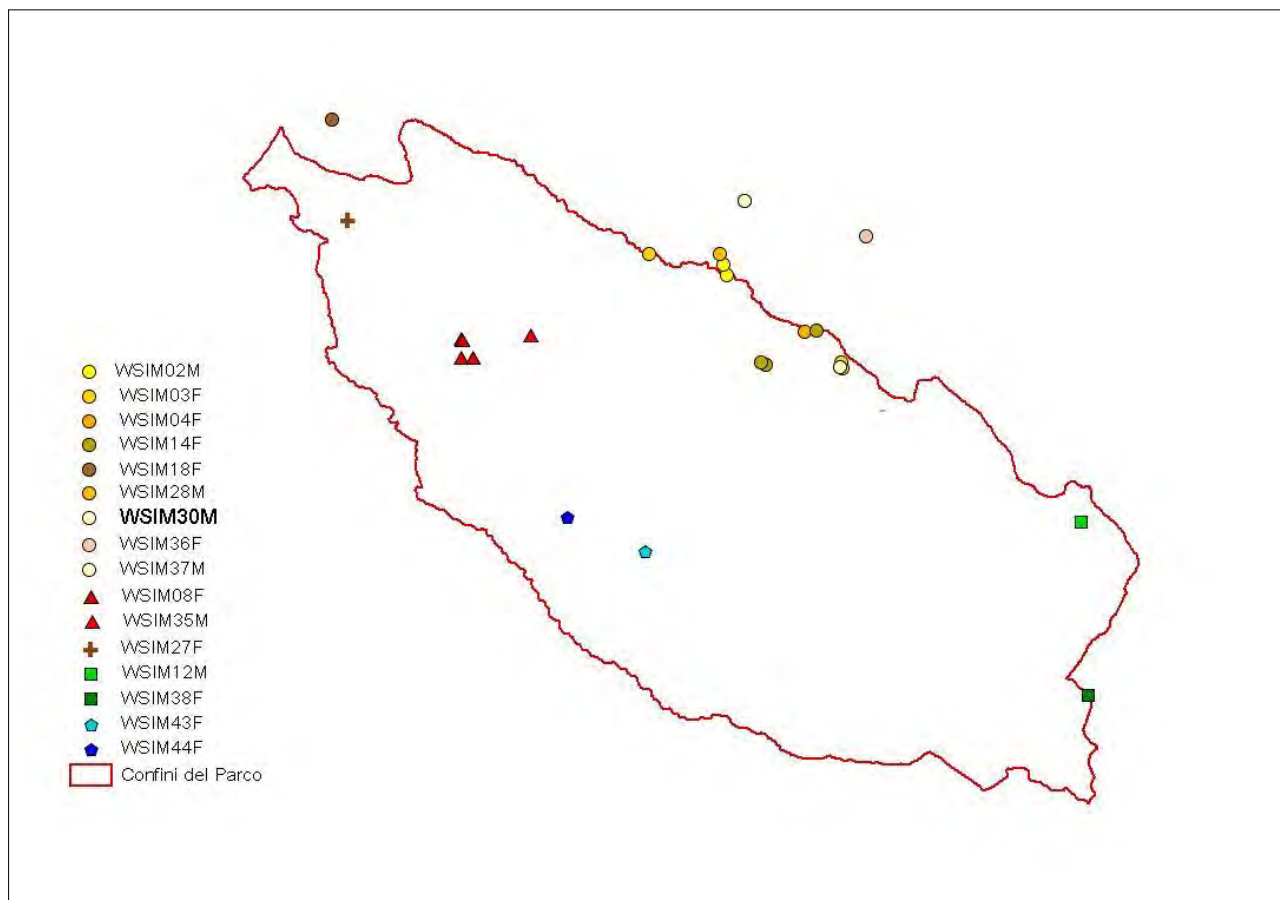 WSIM02M
WSIM03F
WSIM04F
WSIM14F
WSIM18F
WSIM28M
WSIM30M
WSIM36F
WSIM37M
WSIM08F
WSIM35M
WSIM27F
WSIM12M
WSIM38F
WSIM43F
WSIM44F
Confini del Parco